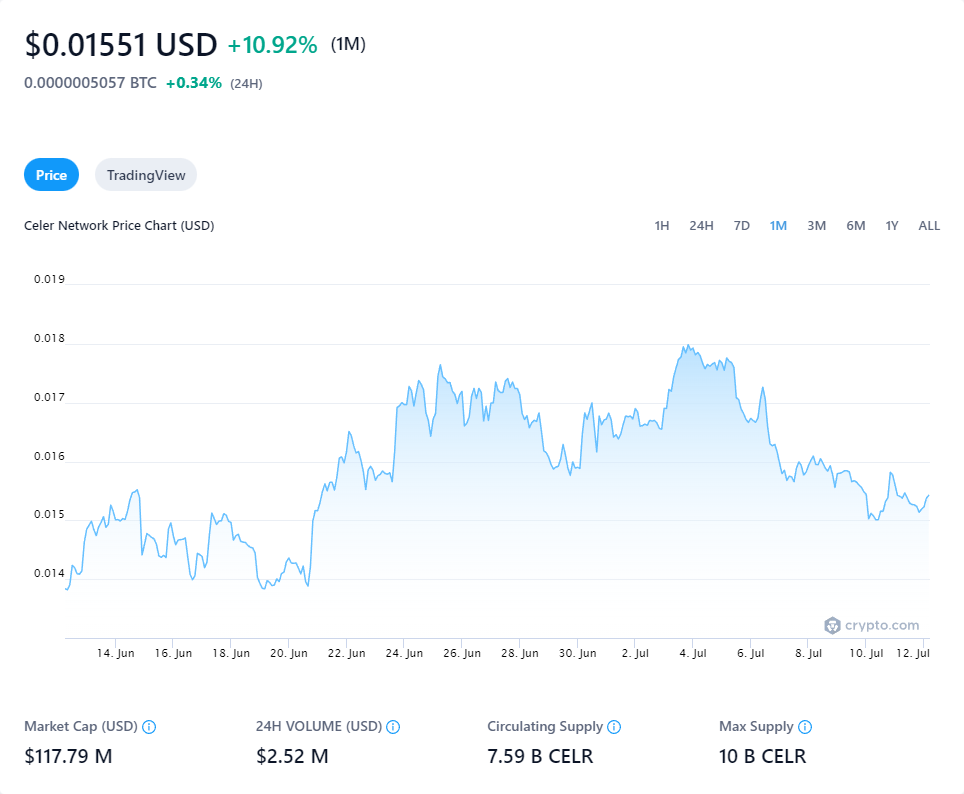 $0.01551 USD +10.92% (1M)
0.0000005057 BTC +0.34% (24H)
Price TradingView
Celer Network Price Chart (USD) 1H 24H 7D 1M 3M 6M 1Y ALL
0.019
0.018
0.017
0.016
0.015
0.014
crypto.com
14. Jun 16. Jun 18. Jun 20. Jun 22. Jun 24. Jun 26. Jun 28. Jun 30. Jun 2. Jul 4. Jul 6. Jul 8. Jul 10. Jul 12. Jul
Market Cap (USD) 24H VOLUME (USD) Circulating Supply Max Supply
$117.79 M $2.52 M 7.59 B CELR 10 B CELR